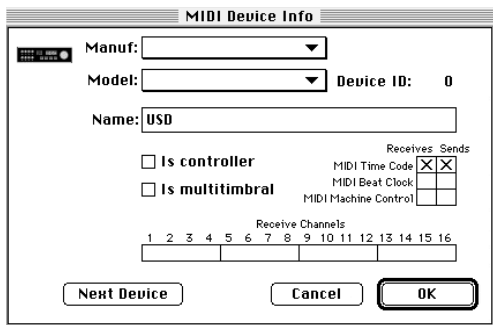 MIDI Device Info
Manuf:
Model:
Device ID: 0
Name: USD
Is controller
Is multitimbral
Receives Sends
MIDI Time Code
MIDI Beat Clock
MIDI Machine Control
Receive Channels
1 2 3 4 5 6 7 8 9 10 11 12 13 14 15 16
Next Device
Cancel
OK